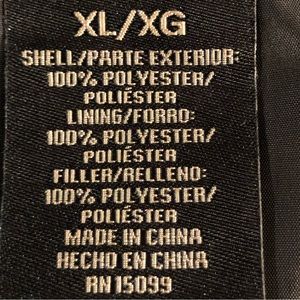 XL/XG
SHELL/PARTE EXTERIOR:
100% POLYESTER/
POLIÉSTER
LINING/FORRO:
100% POLYESTER/
POLIÉSTER
FILLER/RELLENO:
100% POLYESTER/
POLIÉSTER
MADE IN CHINA
HECHO EN CHINA
RN 15099